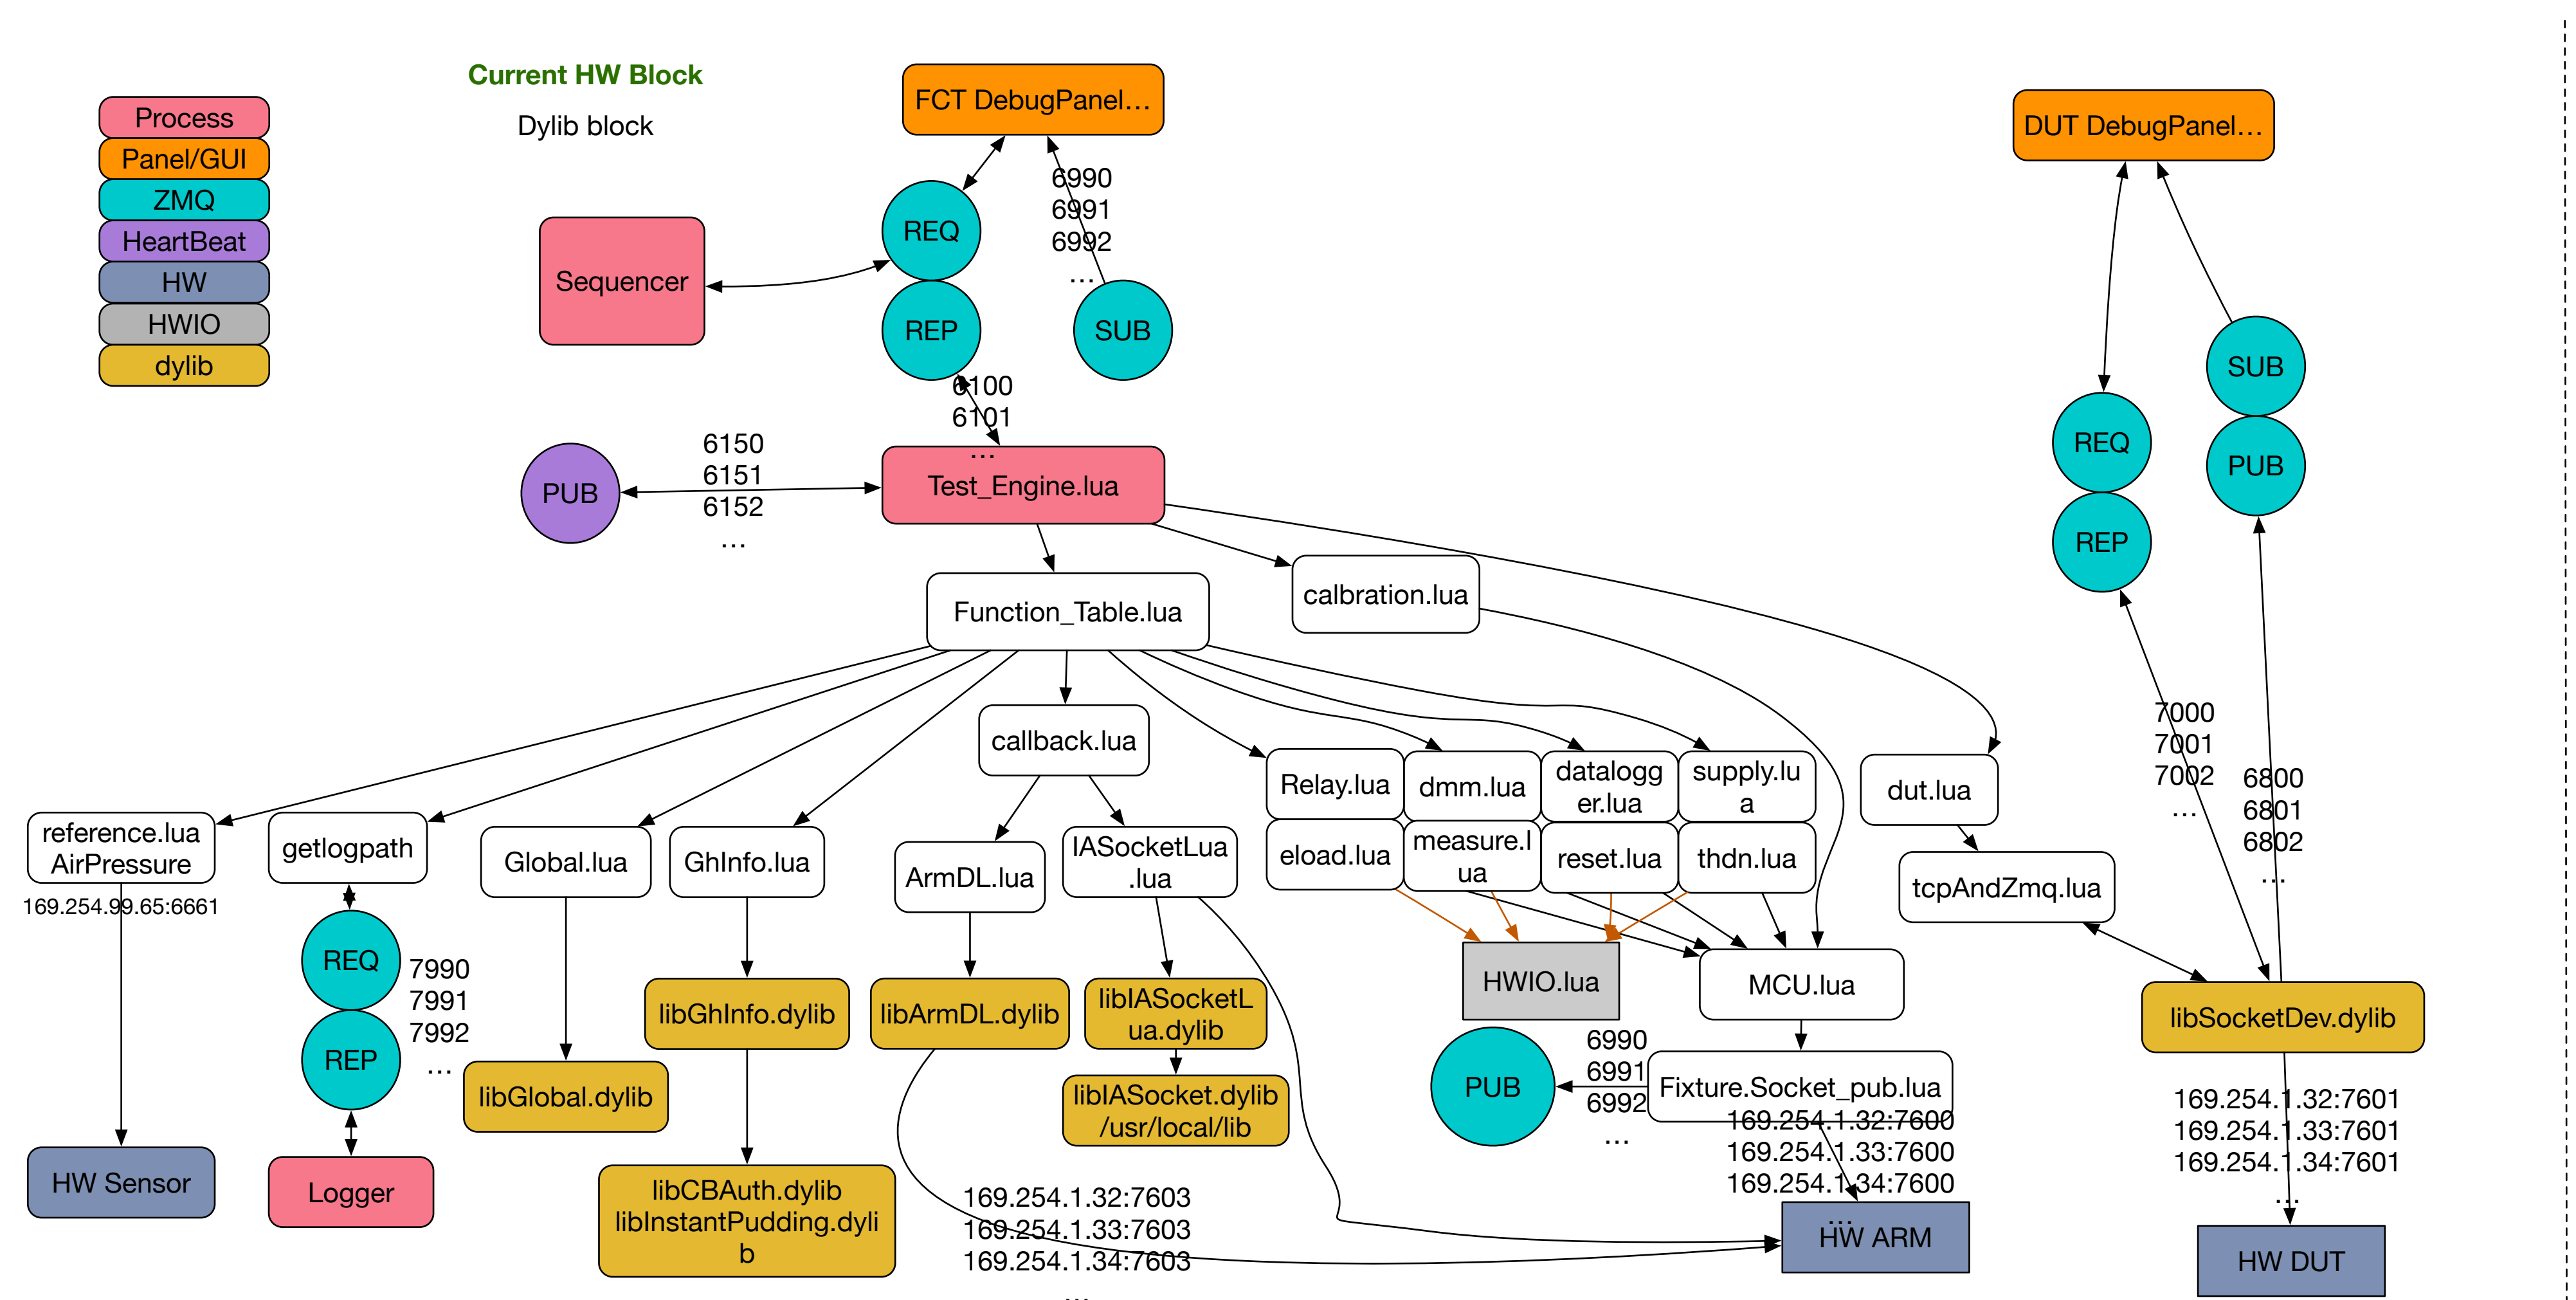 Current HW Block
Dylib block
Process
Panel/GUI
ZMQ
HeartBeat
HW
HWIO
dylib
FCT DebugPanel...
DUT DebugPanel...
REQ
REP
6990
6991
6992
...
SUB
Sequencer
6100
6101
...
PUB
6150
6151
6152
...
Test_Engine.lua
SUB
PUB
REQ
REP
Function_Table.lua
calbration.lua
7000
7001
7002
...
6800
6801
6802
...
callback.lua
Relay.lua
dmm.lua
datalogg
er.lua
supply.lu
a
eload.lua
measure.l
ua
reset.lua
thdn.lua
dut.lua
tcpAndZmq.lua
reference.lua
AirPressure
169.254.99.65:6661
getlogpath
Global.lua
GhInfo.lua
ArmDL.lua
IASocketLua
.lua
REQ
REP
7990
7991
7992
...
libGlobal.dylib
libGhInfo.dylib
libArmDL.dylib
libIASocketL
ua.dylib
libIASocket.dylib
/usr/local/lib
HWIO.lua
MCU.lua
PUB
6990
6991
6992
...
Fixture.Socket_pub.lua
169.254.1.32:7600
169.254.1.33:7600
169.254.1.34:7600
...
HW ARM
libSocketDev.dylib
169.254.1.32:7601
169.254.1.33:7601
169.254.1.34:7601
...
HW DUT
HW Sensor
Logger
libCBAuth.dylib
libInstantPudding.dyli
b
169.254.1.32:7603
169.254.1.33:7603
169.254.1.34:7603
...